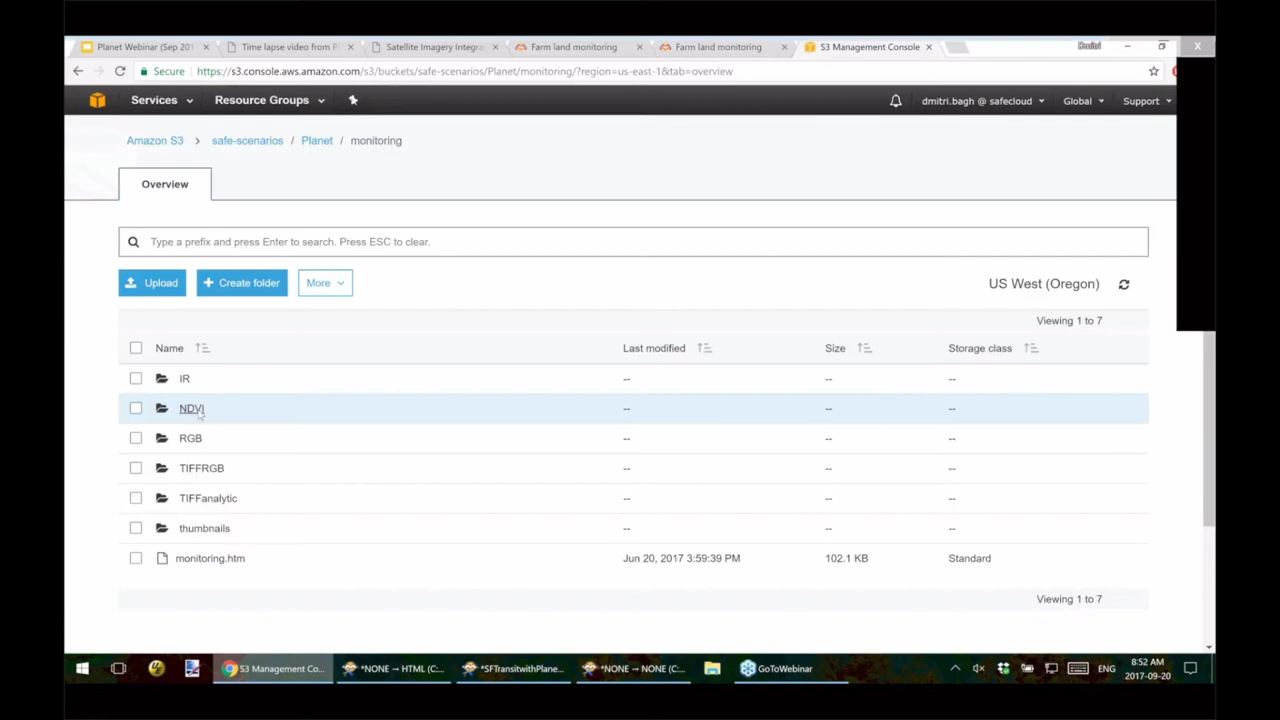 Planet Webinar (Sep 201 Time lapse video from P Satellite Imagery Integra Farm land monitoring Farm land monitoring S3 Management Console Dmitri
Secure https://s3.console.aws.amazon.com/s3/buckets/safe-scenarios/Planet/monitoring/?region=us-east-1&tab=overview
Services Resource Groups dmitri.bagh @ safecloud Global Support
Amazon S3 > safe-scenarios / Planet / monitoring
Overview
Type a prefix and press Enter to search. Press ESC to clear.
Upload + Create folder More US West (Oregon)
Viewing 1 to 7
Name Last modified Size Storage class
IR -- -- --
NDVI -- -- --
RGB -- -- --
TIFFRGB -- -- --
TIFFanalytic -- -- --
thumbnails -- -- --
monitoring.htm Jun 20, 2017 3:59:39 PM 102.1 KB Standard
Viewing 1 to 7
S3 Management Co... *NONE → HTML (C:... *SFTransitwithPlane... *NONE → NONE (C:... GoToWebinar ENG 8:52 AM
2017-09-20